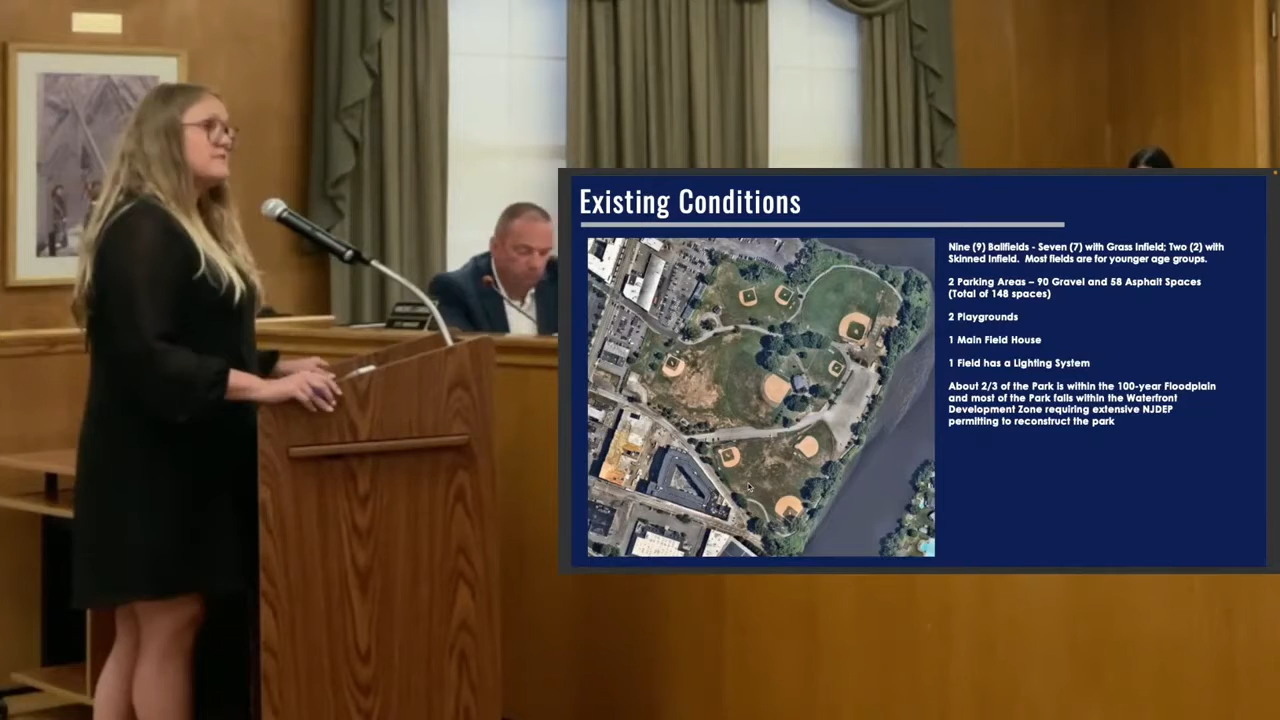 Existing Conditions
Nine (9) Ballfields - Seven (7) with Grass Infield; Two (2) with
Skinned Infield. Most fields are for younger age groups.
2 Parking Areas – 90 Gravel and 58 Asphalt Spaces
(Total of 148 spaces)
2 Playgrounds
1 Main Field House
1 Field has a Lighting System
About 2/3 of the Park is within the 100-year Floodplain
and most of the Park falls within the Waterfront
Development Zone requiring extensive NJDEP
permitting to reconstruct the park